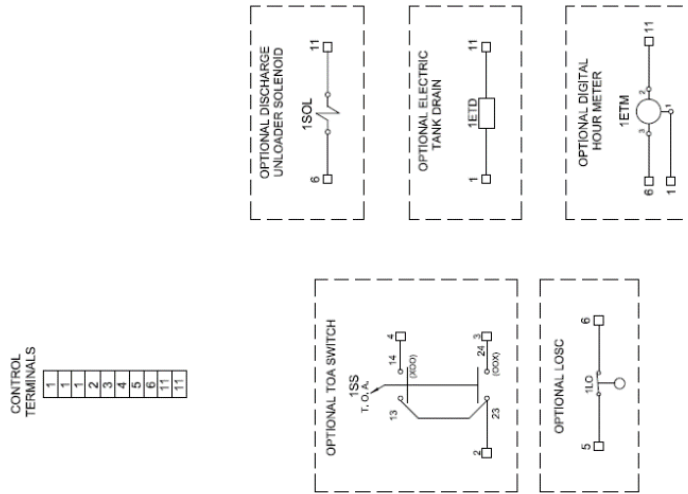 CONTROL
TERMINALS
1
1
1
2
3
4
5
6
11
11
OPTIONAL DISCHARGE
UNLOADER SOLENOID
1SOL
6
11
OPTIONAL ELECTRIC
TANK DRAIN
1ETD
1
11
OPTIONAL DIGITAL
HOUR METER
1ETM
6
3
2
11
1
1
OPTIONAL TOA SWITCH
1SS
T. O. A.
13
14
4
(XOO)
2
23
24
3
(OOX)
OPTIONAL LOSC
1LO
5
6